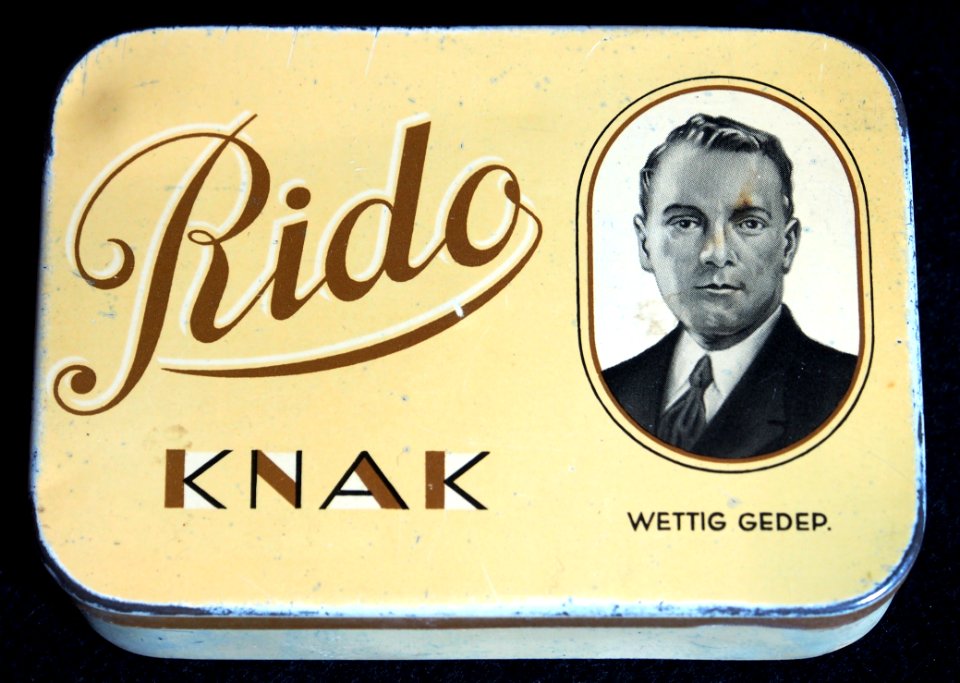 Rido
KNAK
WETTIG GEDEP.